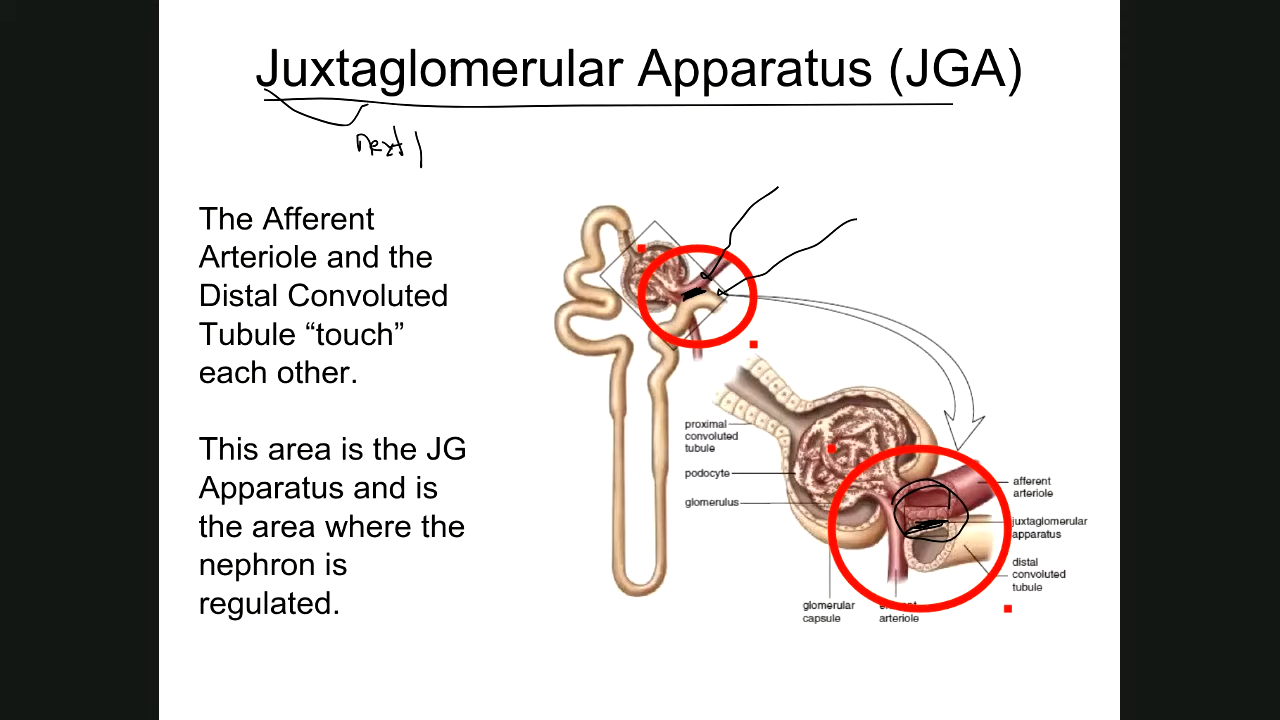 Juxtaglomerular Apparatus (JGA)
next
The Afferent
Arteriole and the
Distal Convoluted
Tubule “touch”
each other.
This area is the JG
Apparatus and is
the area where the
nephron is
regulated.
proximal
convoluted
tubule
podocyte
glomerulus
afferent
arteriole
juxtaglomerular
apparatus
distal
convoluted
tubule
glomerular
capsule
arteriole